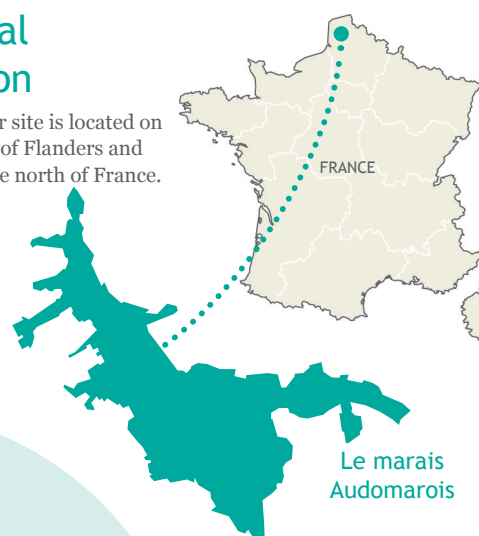 al
on
r site is located on
of Flanders and
e north of France.
FRANCE
Le marais
Audomarois